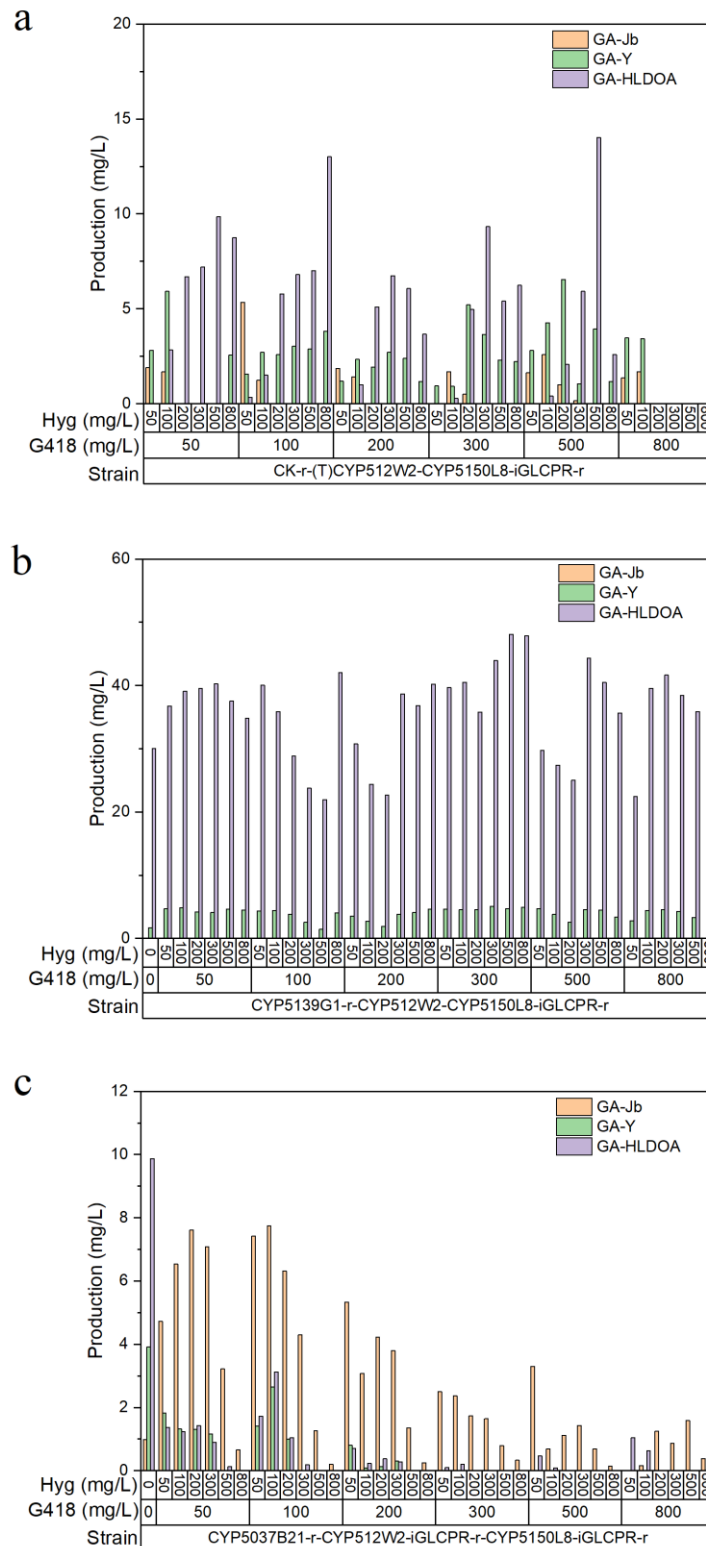 a
20
GA-Jb
GA-Y
GA-HLDOA
15
10
5
0
Production (mg/L)
Hyg (mg/L) 50 100 200 300 500 800 50 100 200 300 500 800 50 100 200 300 500 800 50 100 200 300 500 800 50 100 200 300 500 800 50 100 200 300 500 800
G418 (mg/L) 50 100 200 300 500 800
Strain CK-r-(T)CYP512W2-CYP5150L8-iGLCPR-r
b
60
GA-Jb
GA-Y
GA-HLDOA
40
20
0
Production (mg/L)
Hyg (mg/L) 0 50 100 200 300 500 800 50 100 200 300 500 800 50 100 200 300 500 800 50 100 200 300 500 800 50 100 200 300 500 800 50 100 200 300 500 800
G418 (mg/L) 0 50 100 200 300 500 800
Strain CYP5139G1-r-CYP512W2-CYP5150L8-iGLCPR-r
c
12
GA-Jb
GA-Y
GA-HLDOA
10
8
6
4
2
0
Production (mg/L)
Hyg (mg/L) 0 50 100 200 300 500 800 50 100 200 300 500 800 50 100 200 300 500 800 50 100 200 300 500 800 50 100 200 300 500 800 50 100 200 300 500 800
G418 (mg/L) 0 50 100 200 300 500 800
Strain CYP5037B21-r-CYP512W2-iGLCPR-r-CYP5150L8-iGLCPR-r